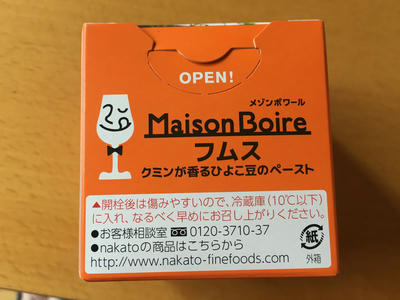 OPEN!
メゾンボワール
Maison Boire
フムス
クミンが香るひよこ豆のペースト
▲開栓後は傷みやすいので、冷蔵庫(10℃以下)
に入れ、なるべく早めにお召し上がりください。
●お客様相談室 0120-3710-37
●nakatoの商品はこちらから
http://www.nakato-finefoods.com
紙
外箱